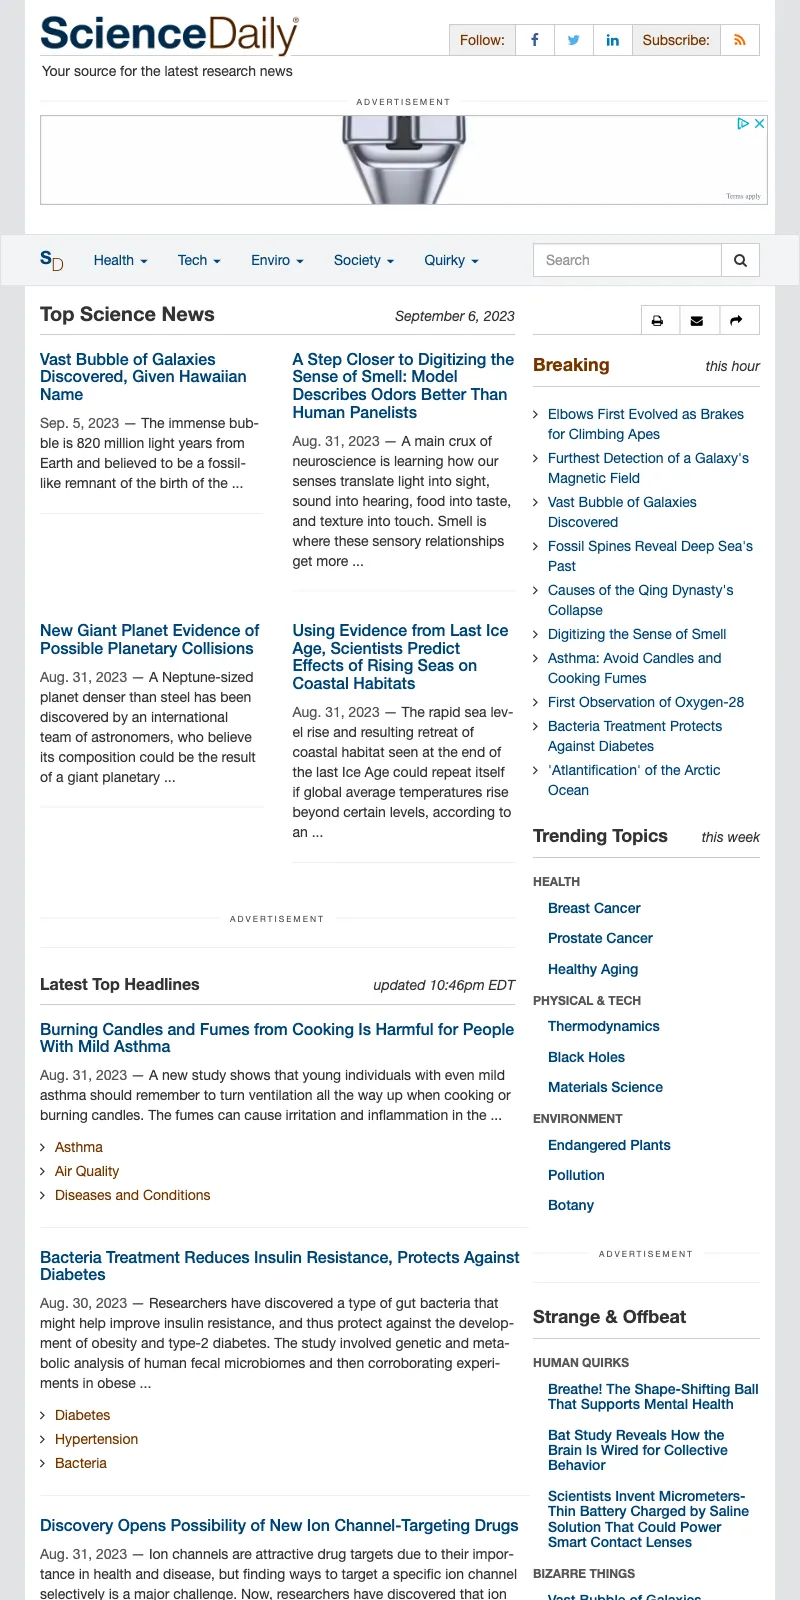 ScienceDaily®
Follow:
Subscribe:
Your source for the latest research news
ADVERTISEMENT
Terms apply
SD
Health
Tech
Enviro
Society
Quirky
Search
Top Science News
September 6, 2023
Vast Bubble of Galaxies
Discovered, Given Hawaiian
Name
Sep. 5, 2023 — The immense bub-
ble is 820 million light years from
Earth and believed to be a fossil-
like remnant of the birth of the ...
A Step Closer to Digitizing the
Sense of Smell: Model
Describes Odors Better Than
Human Panelists
Aug. 31, 2023 — A main crux of
neuroscience is learning how our
senses translate light into sight,
sound into hearing, food into taste,
and texture into touch. Smell is
where these sensory relationships
get more ...
New Giant Planet Evidence of
Possible Planetary Collisions
Aug. 31, 2023 — A Neptune-sized
planet denser than steel has been
discovered by an international
team of astronomers, who believe
its composition could be the result
of a giant planetary ...
Using Evidence from Last Ice
Age, Scientists Predict
Effects of Rising Seas on
Coastal Habitats
Aug. 31, 2023 — The rapid sea lev-
el rise and resulting retreat of
coastal habitat seen at the end of
the last Ice Age could repeat itself
if global average temperatures rise
beyond certain levels, according to
an ...
ADVERTISEMENT
Latest Top Headlines
updated 10:46pm EDT
Burning Candles and Fumes from Cooking Is Harmful for People
With Mild Asthma
Aug. 31, 2023 — A new study shows that young individuals with even mild
asthma should remember to turn ventilation all the way up when cooking or
burning candles. The fumes can cause irritation and inflammation in the ...
Asthma
Air Quality
Diseases and Conditions
Bacteria Treatment Reduces Insulin Resistance, Protects Against
Diabetes
Aug. 30, 2023 — Researchers have discovered a type of gut bacteria that
might help improve insulin resistance, and thus protect against the develop-
ment of obesity and type-2 diabetes. The study involved genetic and meta-
bolic analysis of human fecal microbiomes and then corroborating experi-
ments in obese ...
Diabetes
Hypertension
Bacteria
Discovery Opens Possibility of New Ion Channel-Targeting Drugs
Aug. 31, 2023 — Ion channels are attractive drug targets due to their impor-
tance in health and disease, but finding ways to target a specific ion channel
selectively is a major challenge. Now, researchers have discovered that ion
Breaking
this hour
Elbows First Evolved as Brakes
for Climbing Apes
Furthest Detection of a Galaxy's
Magnetic Field
Vast Bubble of Galaxies
Discovered
Fossil Spines Reveal Deep Sea's
Past
Causes of the Qing Dynasty's
Collapse
Digitizing the Sense of Smell
Asthma: Avoid Candles and
Cooking Fumes
First Observation of Oxygen-28
Bacteria Treatment Protects
Against Diabetes
'Atlantification' of the Arctic
Ocean
Trending Topics
this week
HEALTH
Breast Cancer
Prostate Cancer
Healthy Aging
PHYSICAL & TECH
Thermodynamics
Black Holes
Materials Science
ENVIRONMENT
Endangered Plants
Pollution
Botany
ADVERTISEMENT
Strange & Offbeat
HUMAN QUIRKS
Breathe! The Shape-Shifting Ball
That Supports Mental Health
Bat Study Reveals How the
Brain Is Wired for Collective
Behavior
Scientists Invent Micrometers-
Thin Battery Charged by Saline
Solution That Could Power
Smart Contact Lenses
BIZARRE THINGS
Vast Bubble of Galaxies